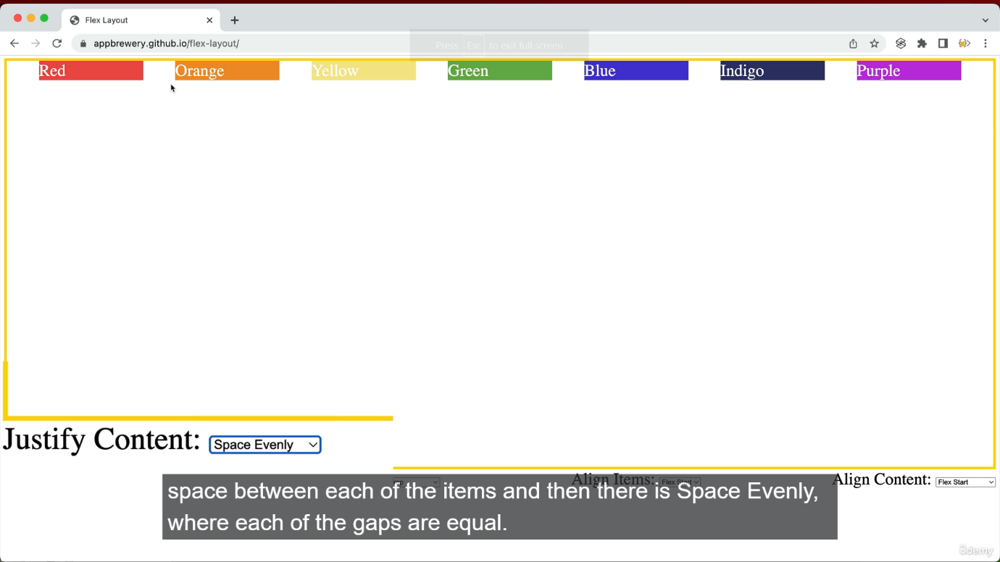 Flex Layout
appbrewery.github.io/flex-layout/
Press Esc to exit full screen
Red Orange Yellow Green Blue Indigo Purple
Justify Content: Space Evenly
Align Items: Flex Start Align Content: Flex Start
space between each of the items and then there is Space Evenly,
where each of the gaps are equal.
ûdemy